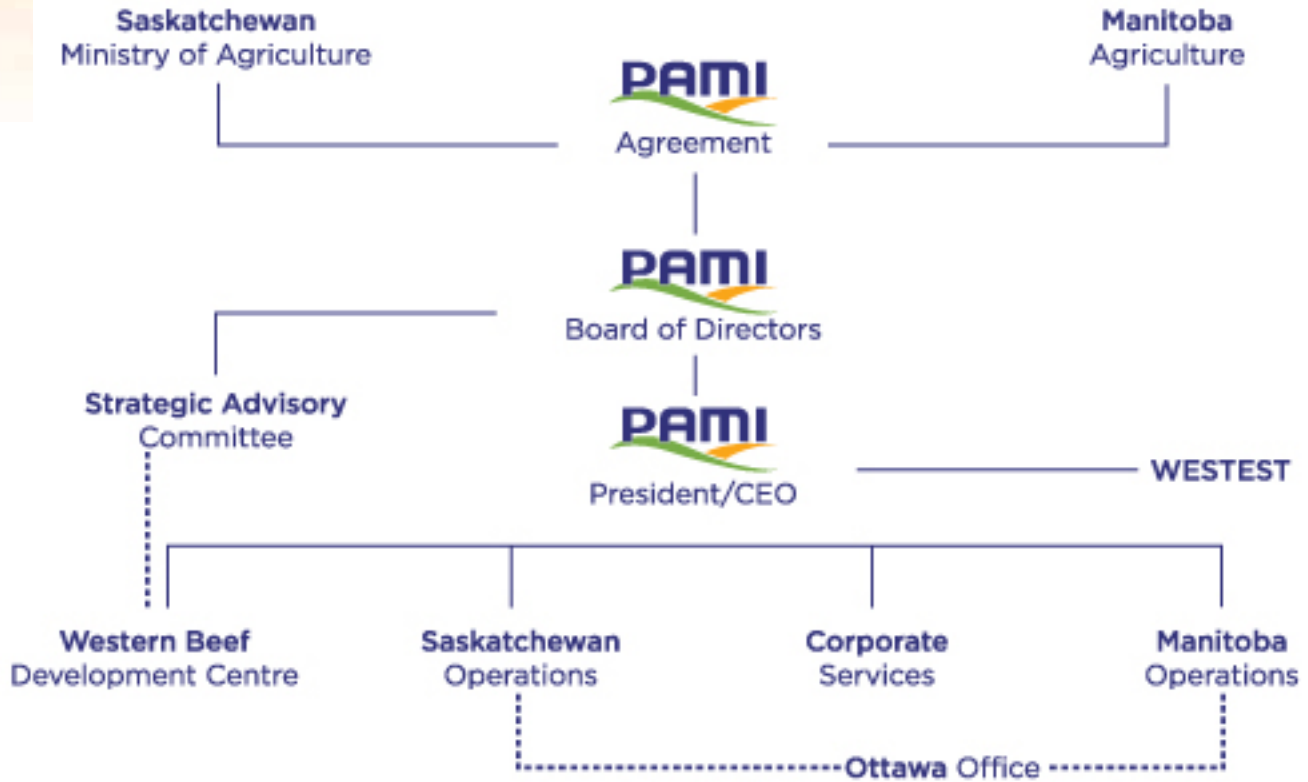 Saskatchewan
Ministry of Agriculture
Manitoba
Agriculture
PAMI
Agreement
PAMI
Board of Directors
Strategic Advisory
Committee
PAMI
President/CEO
WESTEST
Western Beef
Development Centre
Saskatchewan
Operations
Corporate
Services
Manitoba
Operations
Ottawa Office